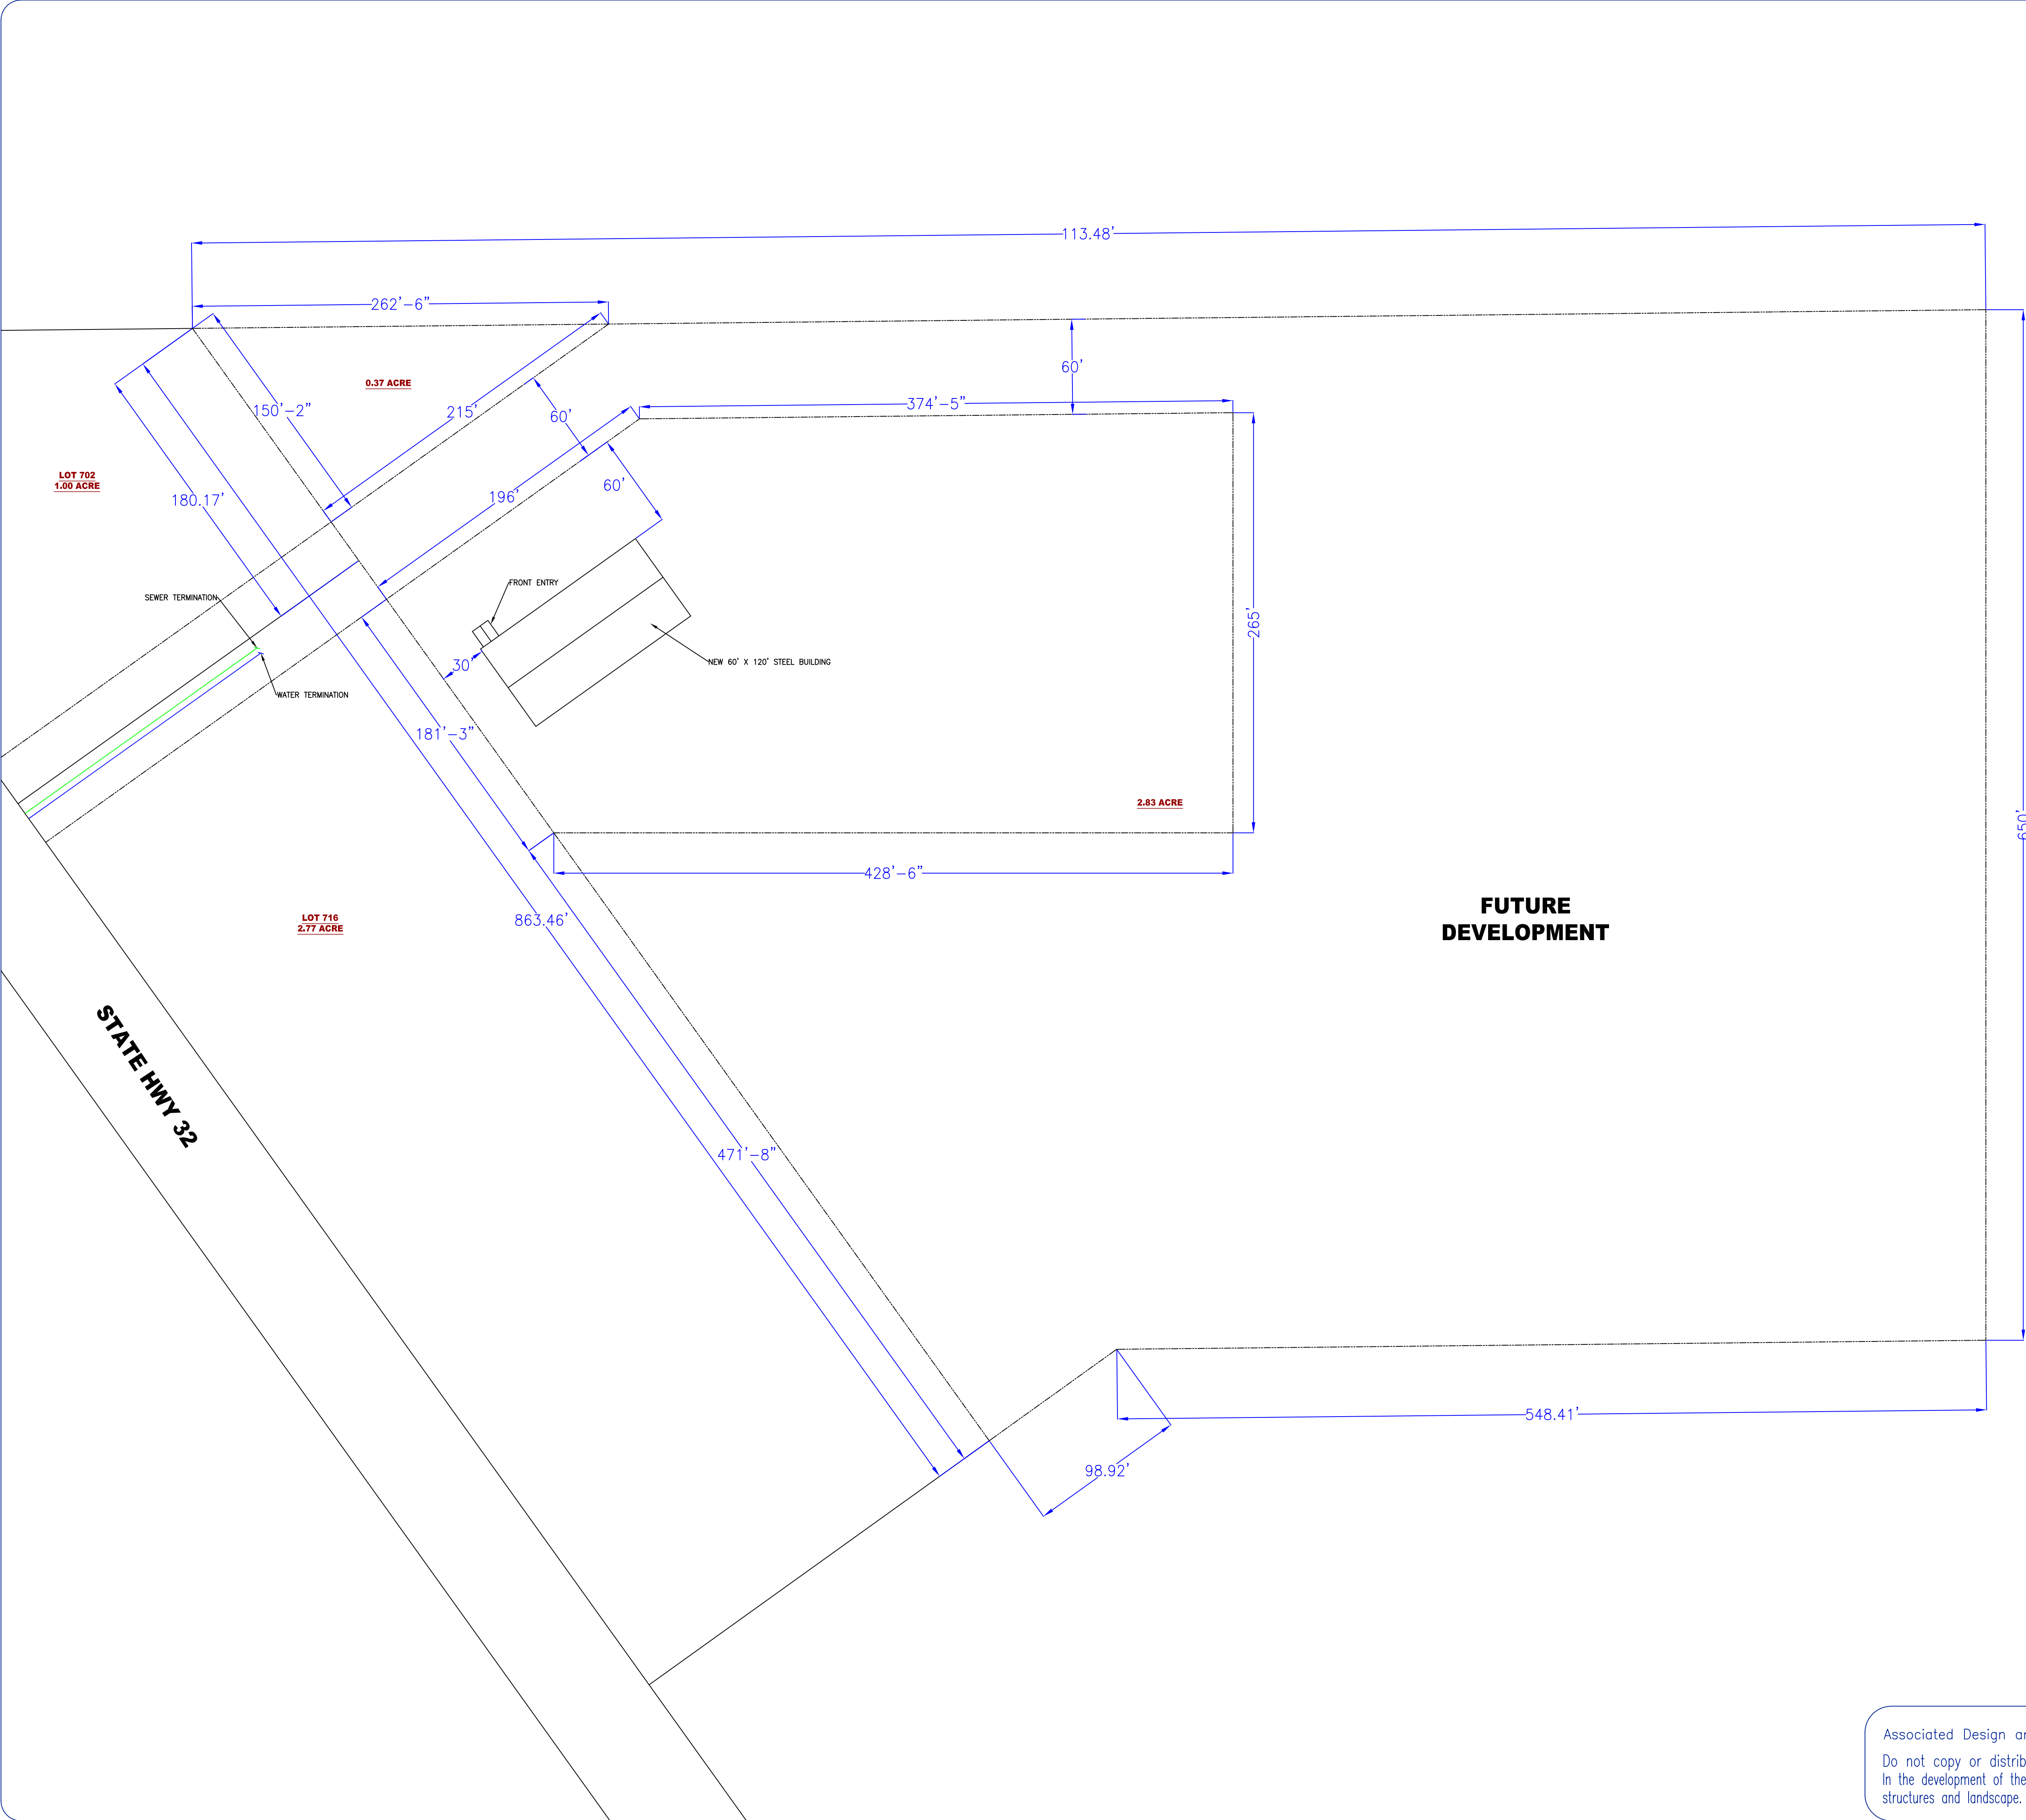 113.48'
262'-6"
60'
374'-5"
150'-2"
0.37 ACRE
215'
60'
LOT 702
1.00 ACRE
180.17'
196'
60'
FRONT ENTRY
SEWER TERMINATION
265'
30'
NEW 60' X 120' STEEL BUILDING
WATER TERMINATION
181'-3"
2.83 ACRE
650'
428'-6"
LOT 716
2.77 ACRE
863.46'
FUTURE
DEVELOPMENT
STATE HWY 32
471'-8"
548.41'
98.92'
Associated Design
Do not copy or
In the development of the
structures and landscape.